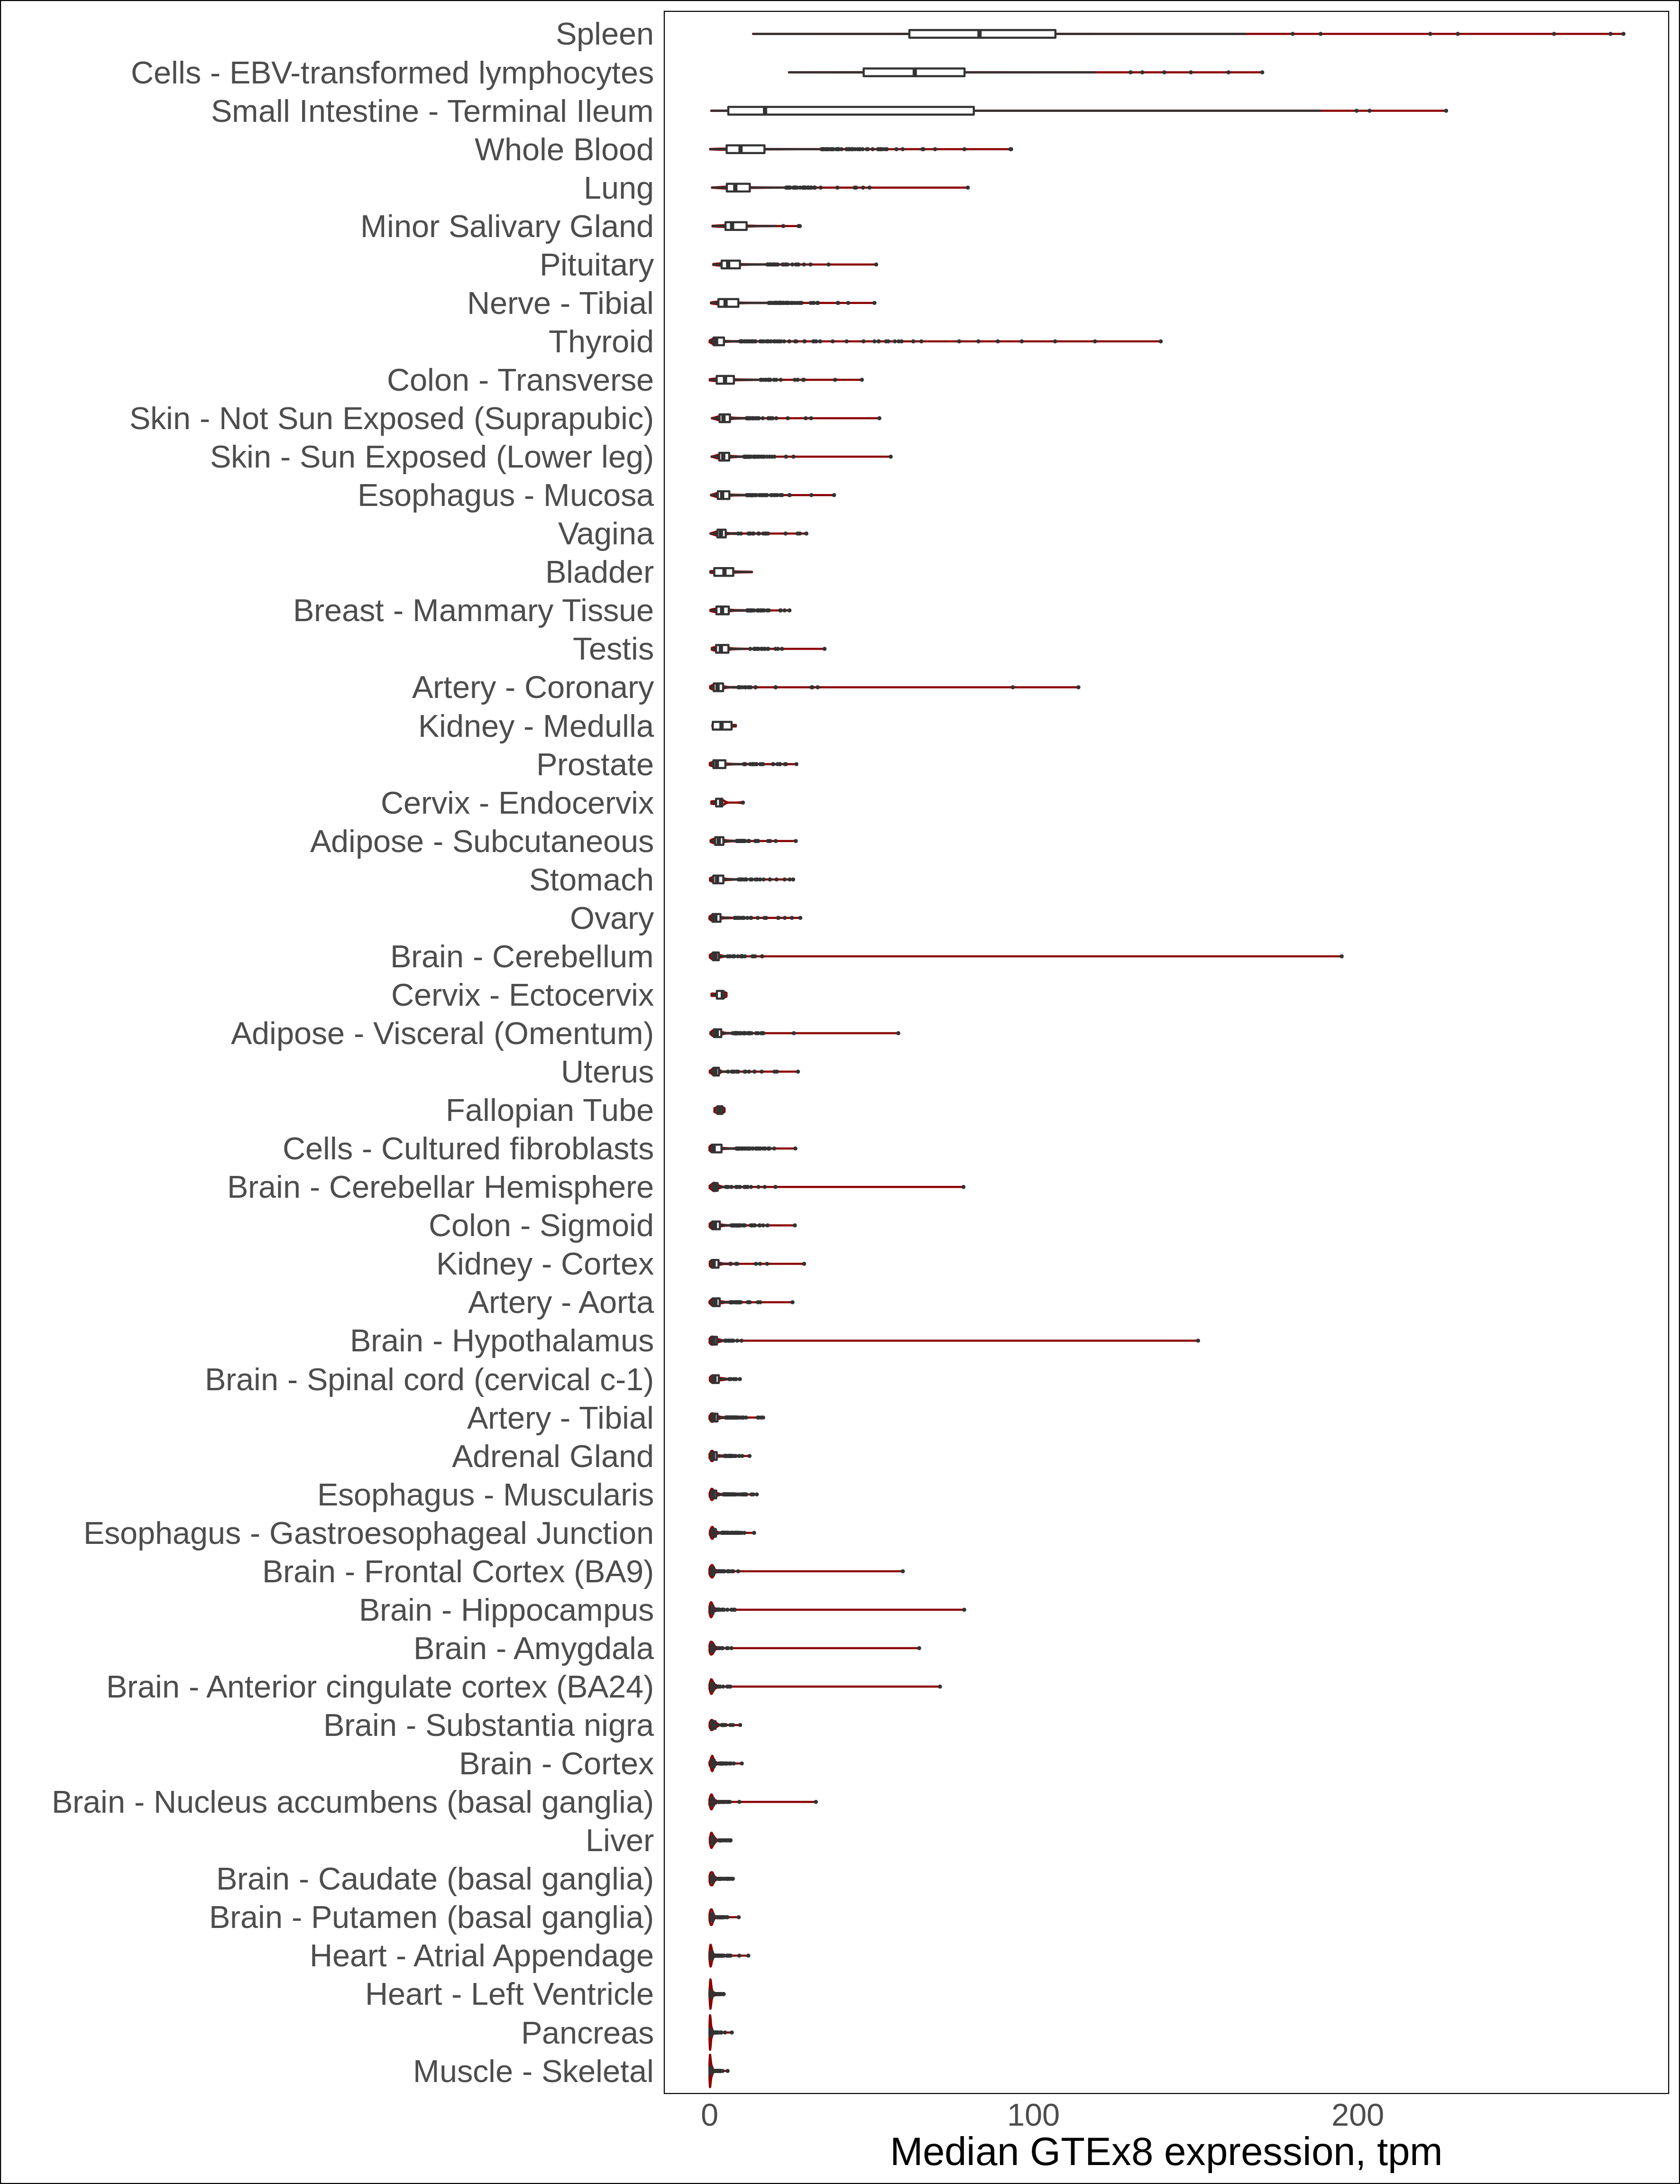 Spleen
Cells - EBV-transformed lymphocytes
Small Intestine - Terminal Ileum
Whole Blood
Lung
Minor Salivary Gland
Pituitary
Nerve - Tibial
Thyroid
Colon - Transverse
Skin - Not Sun Exposed (Suprapubic)
Skin - Sun Exposed (Lower leg)
Esophagus - Mucosa
Vagina
Bladder
Breast - Mammary Tissue
Testis
Artery - Coronary
Kidney - Medulla
Prostate
Cervix - Endocervix
Adipose - Subcutaneous
Stomach
Ovary
Brain - Cerebellum
Cervix - Ectocervix
Adipose - Visceral (Omentum)
Uterus
Fallopian Tube
Cells - Cultured fibroblasts
Brain - Cerebellar Hemisphere
Colon - Sigmoid
Kidney - Cortex
Artery - Aorta
Brain - Hypothalamus
Brain - Spinal cord (cervical c-1)
Artery - Tibial
Adrenal Gland
Esophagus - Muscularis
Esophagus - Gastroesophageal Junction
Brain - Frontal Cortex (BA9)
Brain - Hippocampus
Brain - Amygdala
Brain - Anterior cingulate cortex (BA24)
Brain - Substantia nigra
Brain - Cortex
Brain - Nucleus accumbens (basal ganglia)
Liver
Brain - Caudate (basal ganglia)
Brain - Putamen (basal ganglia)
Heart - Atrial Appendage
Heart - Left Ventricle
Pancreas
Muscle - Skeletal
0 100 200
Median GTEx8 expression, tpm